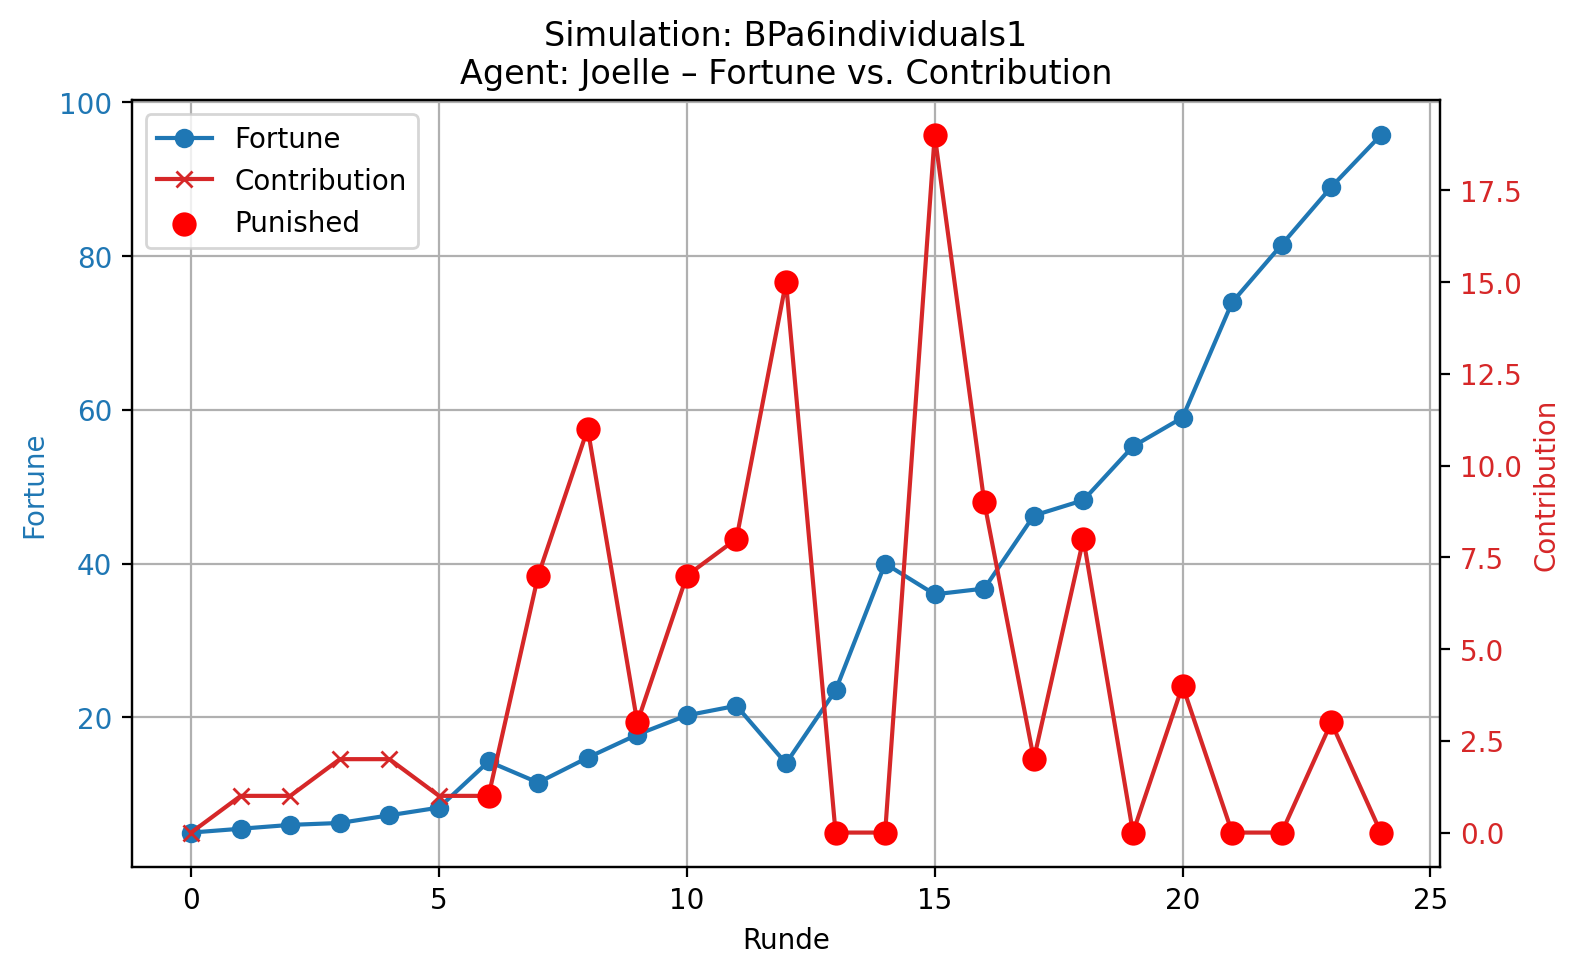 Simulation: BPa6individuals1
Agent: Joelle – Fortune vs. Contribution
Fortune
Contribution
Punished
100
80
60
40
20
Fortune
17.5
15.0
12.5
10.0
7.5
5.0
2.5
0.0
Contribution
0 5 10 15 20 25
Runde